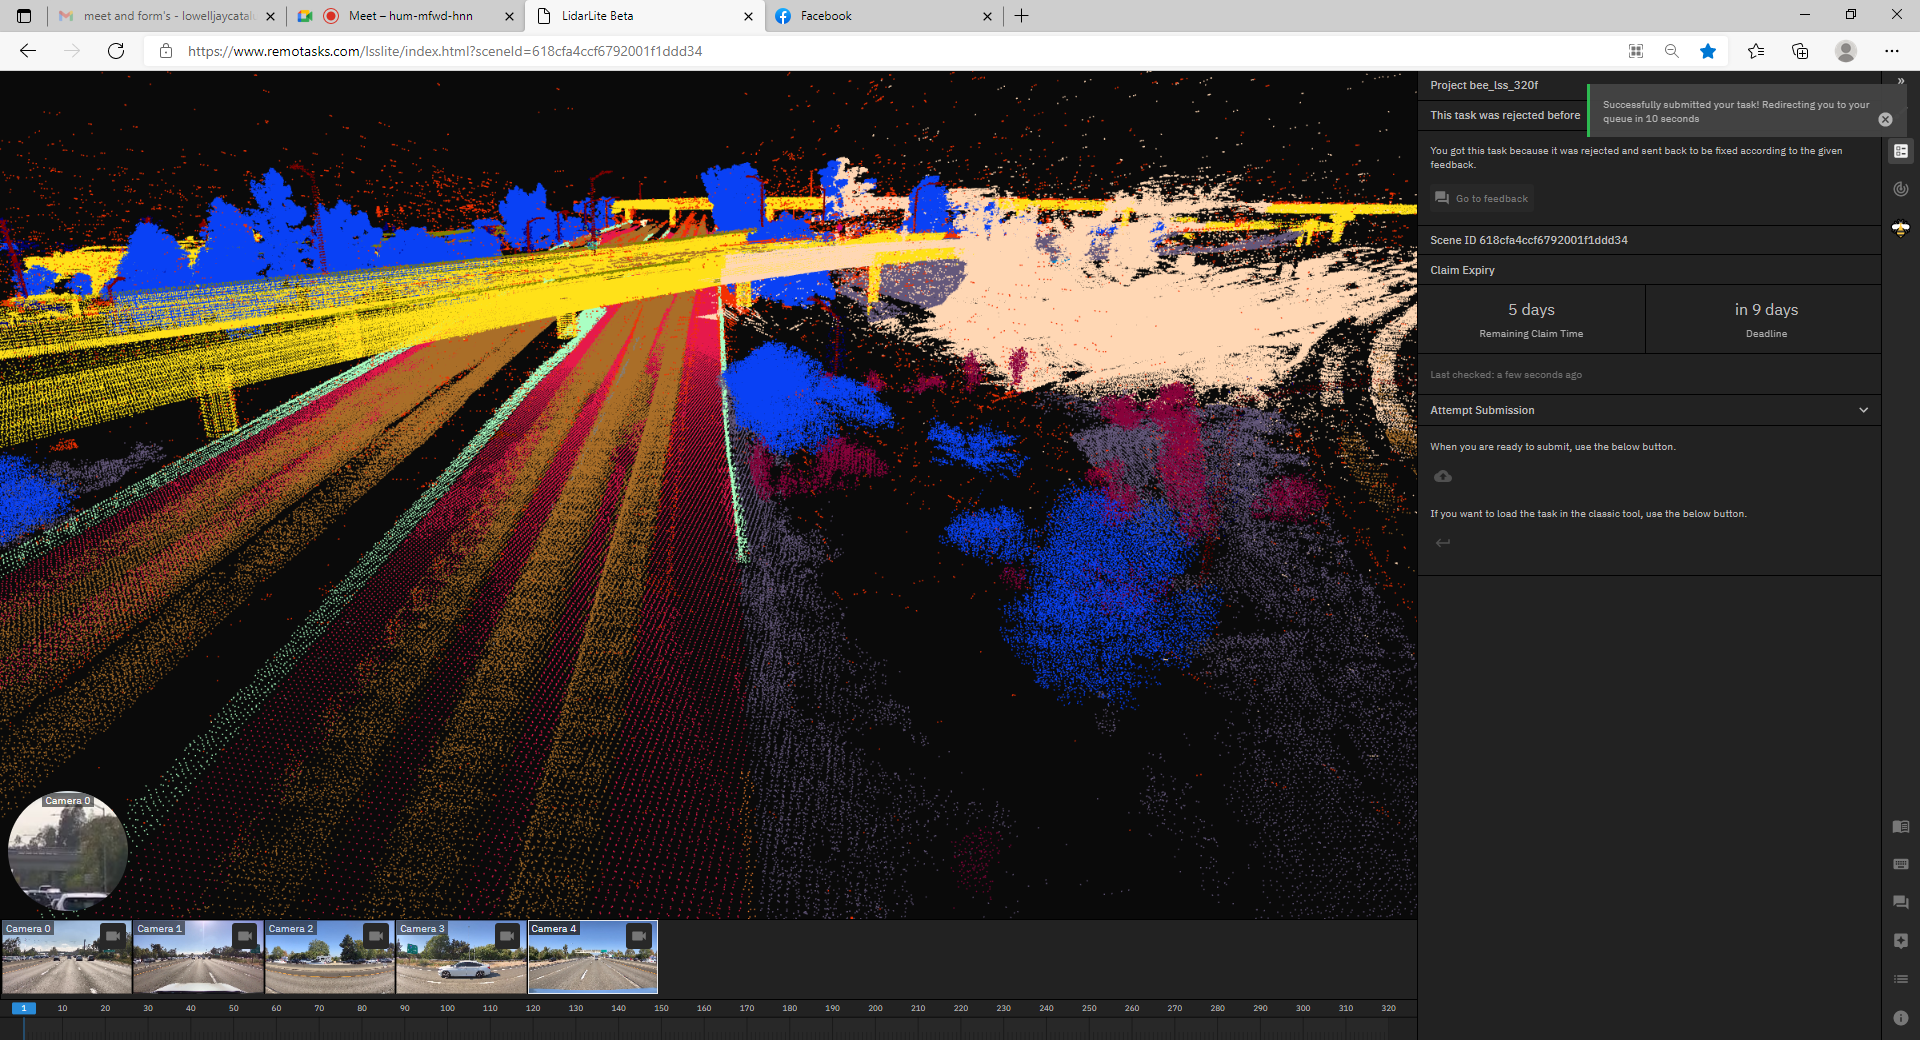 meet and form's - lowelljaycatalu
Meet – hum-mfwd-hnn
LidarLite Beta
Facebook
https://www.remotasks.com/lsslite/index.html?sceneId=618cfa4ccf6792001f1ddd34
Project bee_lss_320f
Successfully submitted your task! Redirecting you to your
queue in 10 seconds
This task was rejected before
You got this task because it was rejected and sent back to be fixed according to the given
feedback.
Go to feedback
Scene ID 618cfa4ccf6792001f1ddd34
Claim Expiry
5 days
Remaining Claim Time
in 9 days
Deadline
Last checked: a few seconds ago
Attempt Submission
When you are ready to submit, use the below button.
If you want to load the task in the classic tool, use the below button.
Camera 0
Camera 0
Camera 1
Camera 2
Camera 3
Camera 4
1 10 20 30 40 50 60 70 80 90 100 110 120 130 140 150 160 170 180 190 200 210 220 230 240 250 260 270 280 290 300 310 320